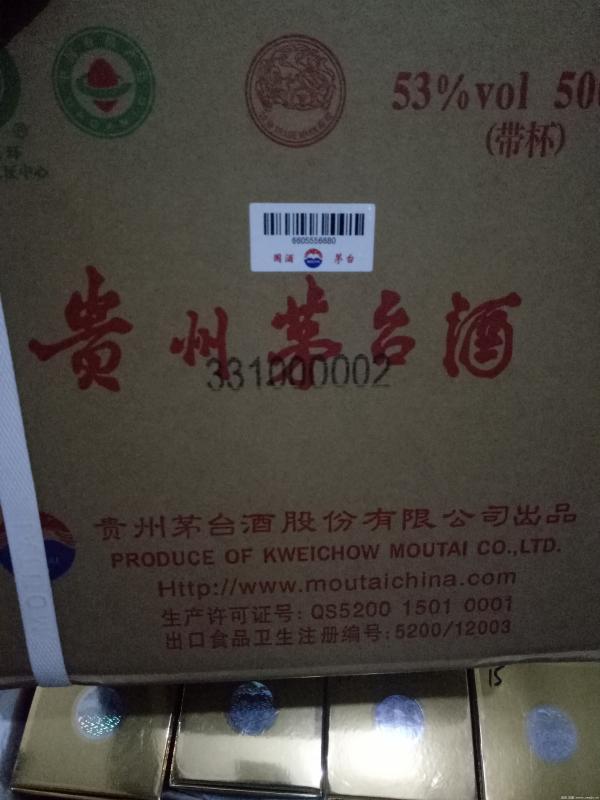 53%vol 50
(带杯)
®
中心
6605556680
国酒 茅台
贵州茅台酒
331000002
贵州茅台酒股份有限公司出品
PRODUCE OF KWEICHOW MOUTAI CO.,LTD.
Http://www.moutaichina.com
生产许可证号: QS5200 1501 0001
出口食品卫生注册编号: 5200/12003
15